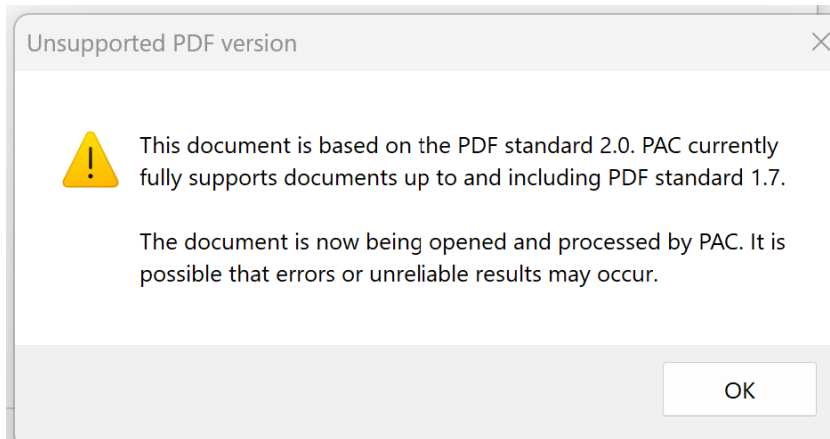 Unsupported PDF version
This document is based on the PDF standard 2.0. PAC currently
fully supports documents up to and including PDF standard 1.7.
The document is now being opened and processed by PAC. It is
possible that errors or unreliable results may occur.
OK